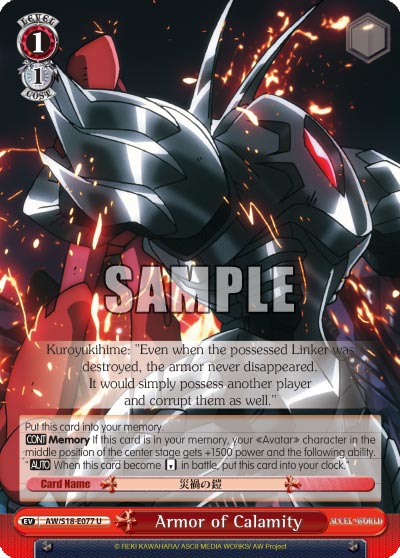 LEVEL
1
1
COST
SAMPLE
Kuroyukihime: "Even when the possessed Linker was
destroyed, the armor never disappeared.
It would simply possess another player
and corrupt them as well."
Put this card into your memory.
CONT Memory If this card is in your memory, your ≪Avatar≫ character in the
middle position of the center stage gets +1500 power and the following ability.
"AUTO When this card become in battle, put this card into your clock."
Card Name 災禍の鎧
EV AW/S18-E077 U Armor of Calamity ACCEL WORLD
© REKI KAWAHARA/ ASCII MEDIA WORKS/ AW Project